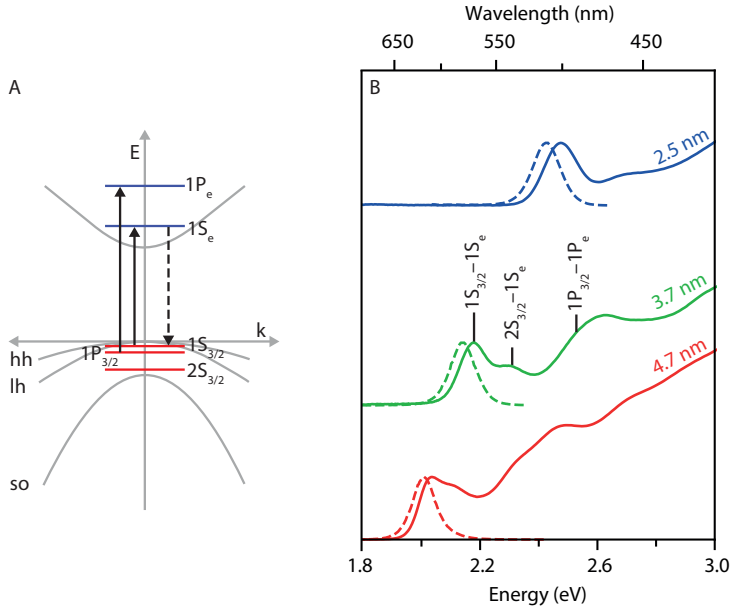 A
E
1Pₑ
1Sₑ
k
hh
1P₃/₂
1S₃/₂
lh
2S₃/₂
so
Wavelength (nm)
650
550
450
B
2.5 nm
1S₃/₂–1Sₑ
2S₃/₂–1Sₑ
1P₃/₂–1Pₑ
3.7 nm
4.7 nm
1.8
2.2
2.6
3.0
Energy (eV)